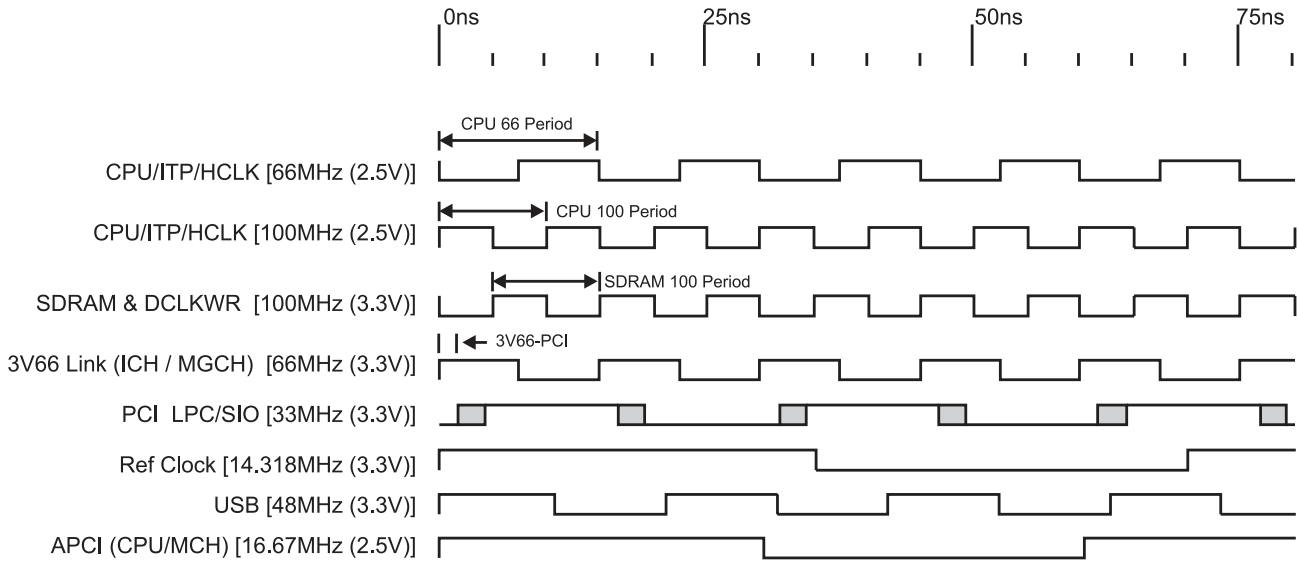 0ns 25ns 50ns 75ns
CPU 66 Period
CPU/ITP/HCLK [66MHz (2.5V)]
CPU 100 Period
CPU/ITP/HCLK [100MHz (2.5V)]
SDRAM 100 Period
SDRAM & DCLKWR [100MHz (3.3V)]
3V66-PCI
3V66 Link (ICH / MGCH) [66MHz (3.3V)]
PCI LPC/SIO [33MHz (3.3V)]
Ref Clock [14.318MHz (3.3V)]
USB [48MHz (3.3V)]
APCI (CPU/MCH) [16.67MHz (2.5V)]